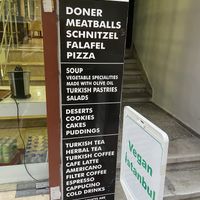 DONER
MEATBALLS
SCHNITZEL
FALAFEL
PIZZA
SOUP
VEGETABLE SPECIALITIES
MADE WITH OLIVE OIL
TURKISH PASTRIES
SALADS
DESERTS
COOKIES
CAKES
PUDDINGS
TURKISH TEA
HERBAL TEA
TURKISH COFFEE
CAFE LATTE
AMERICANO
FILTER COFFEE
ESPRESSO
CAPPUCINO
COLD DRINKS
Vegan
Istanbul